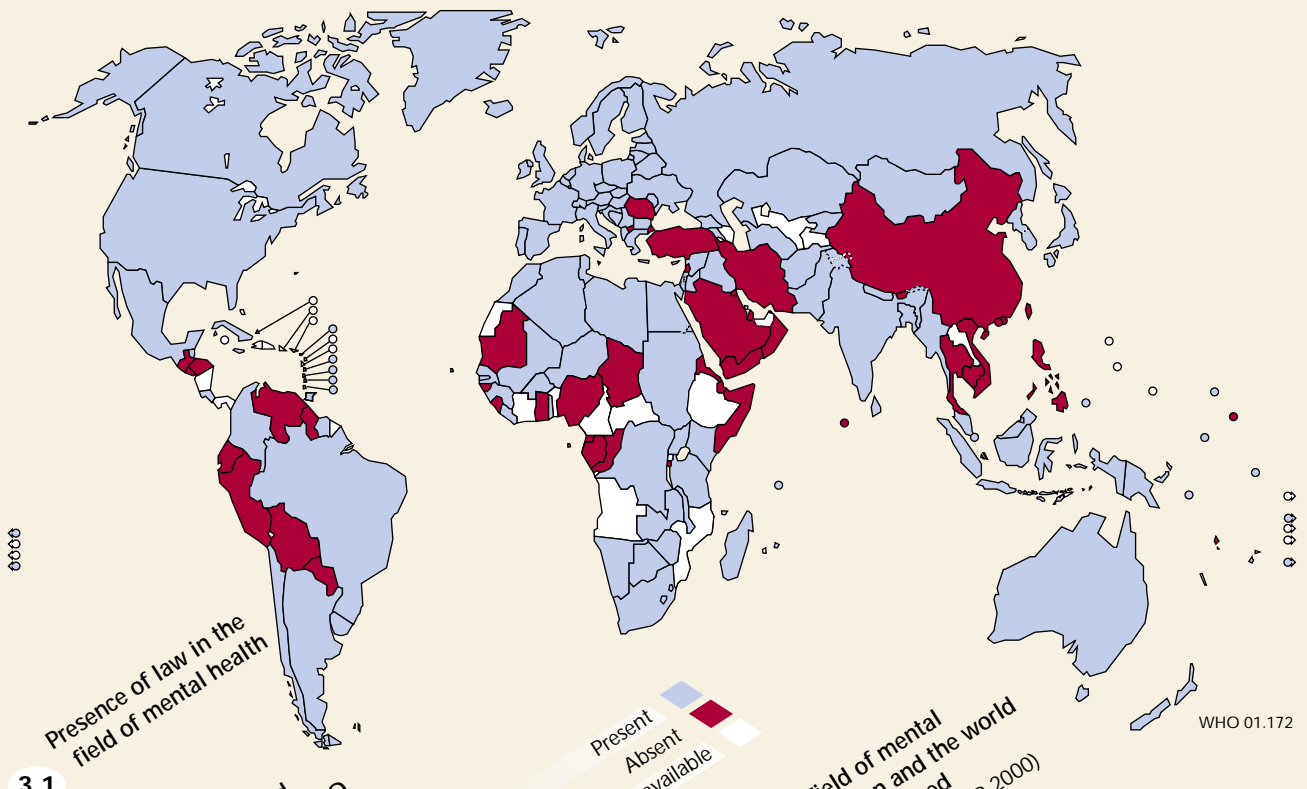 Presence of law in the
field of mental health
Present
Absent
WHO 01.172
field of mental
and the world
2000)
3.1